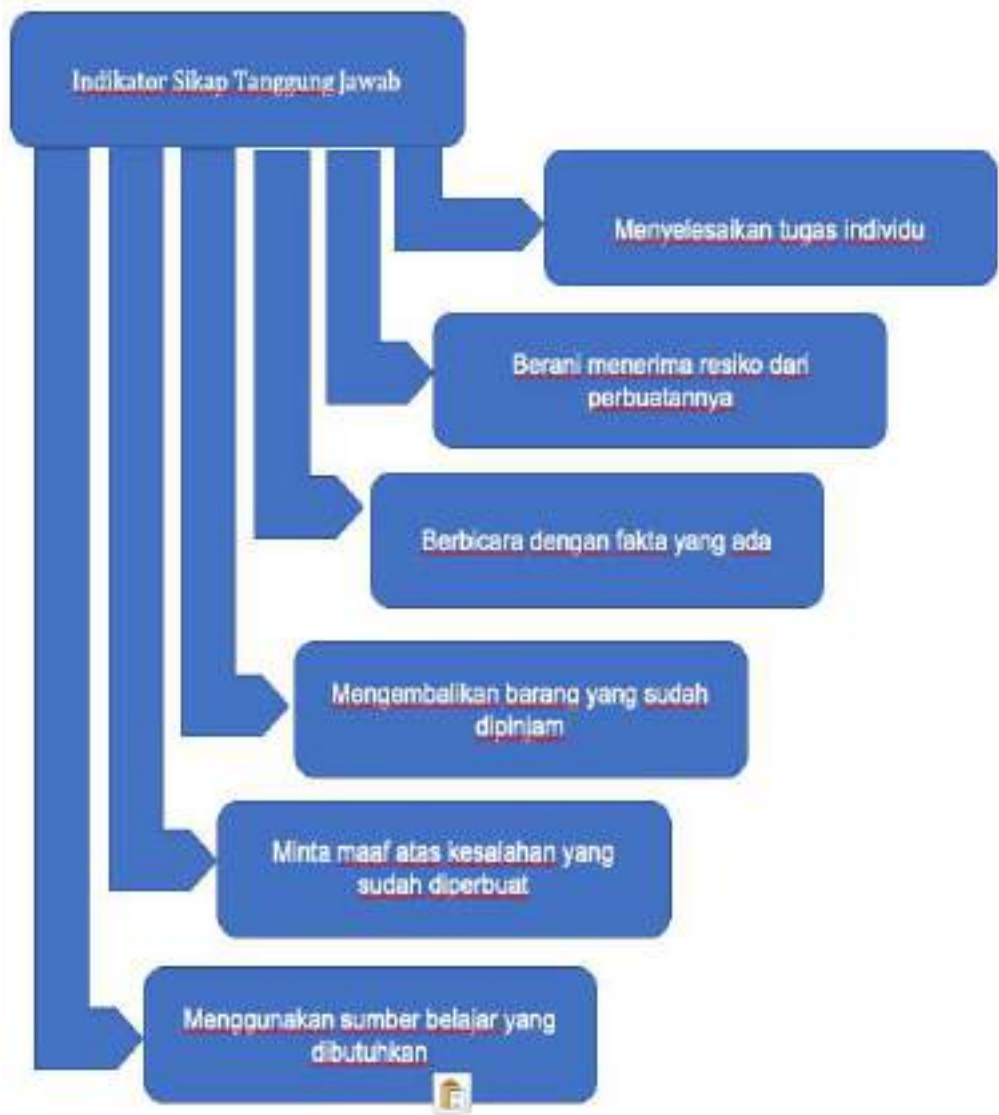 Indikator Sikap Tanggung Jawab
Menyelesaikan tugas individu
Berani menerima resiko dari
perbuatannya
Berbicara dengan fakta yang ada
Mengembalikan barang yang sudah
dipinjam
Minta maaf atas kesalahan yang
sudah diperbuat
Menggunakan sumber belajar yang
dibutuhkan